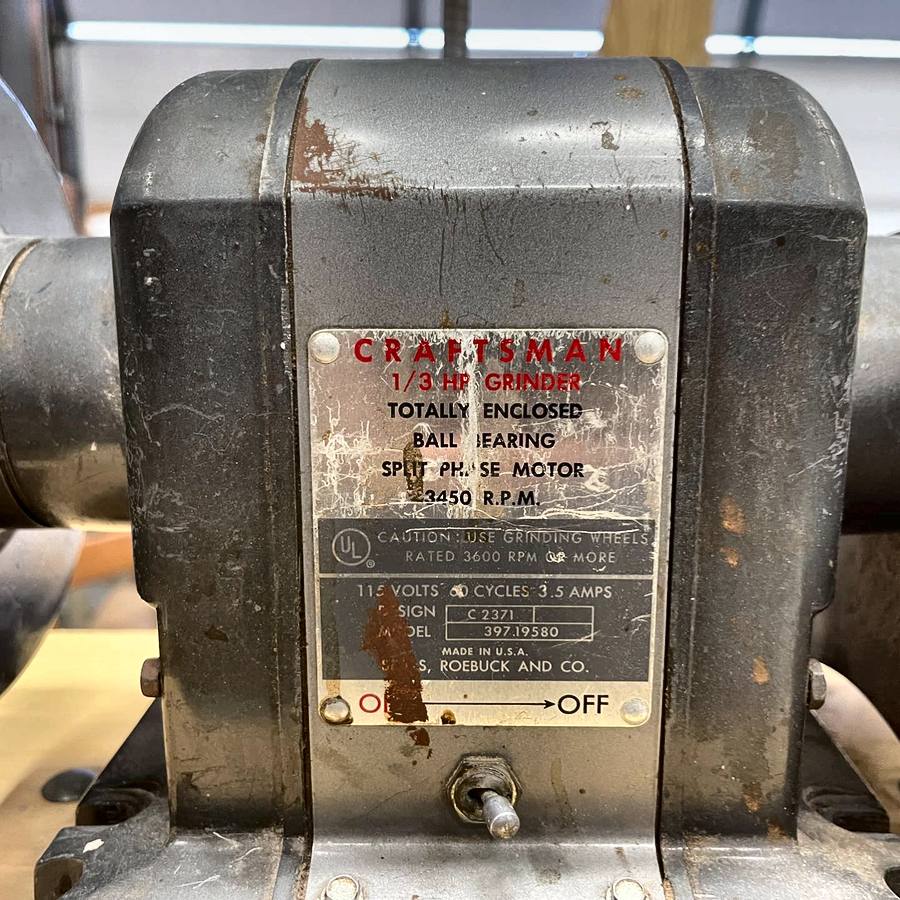 CRAFTSMAN
1/3 HP GRINDER
TOTALLY ENCLOSED
BALL BEARING
SPLIT PHASE MOTOR
3450 R.P.M.
UL ®
CAUTION: USE GRINDING WHEELS
RATED 3600 RPM OR MORE
115 VOLTS 60 CYCLES 3.5 AMPS
DESIGN C 2371
MODEL 397.19580
MADE IN U.S.A.
SEARS, ROEBUCK AND CO.
ON OFF